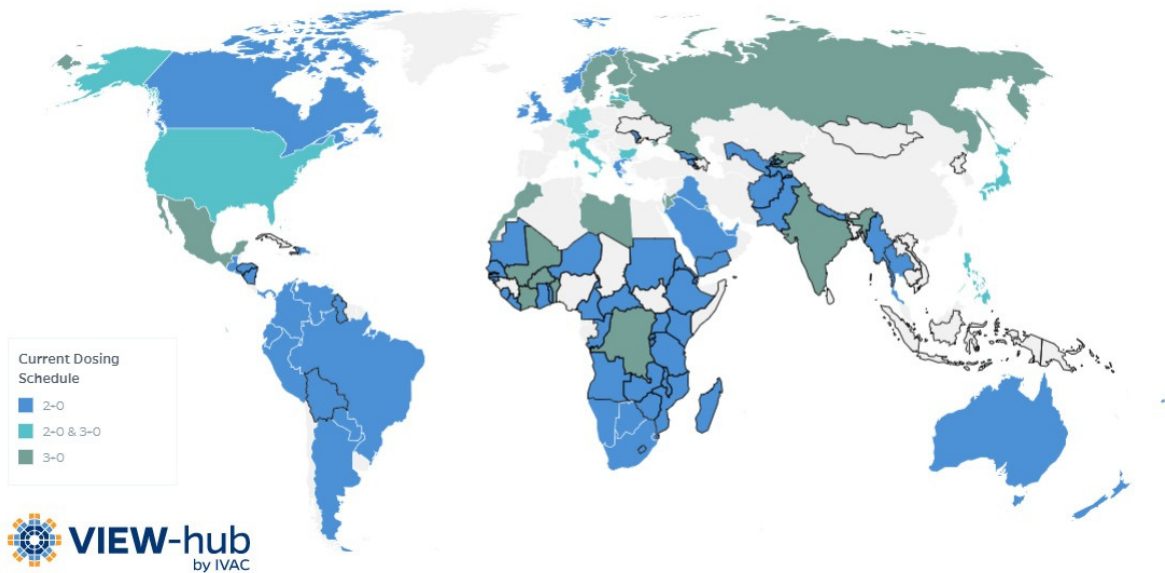 Current Dosing
Schedule
2+0
2+0 & 3+0
3+0
VIEW-hub
by IVAC